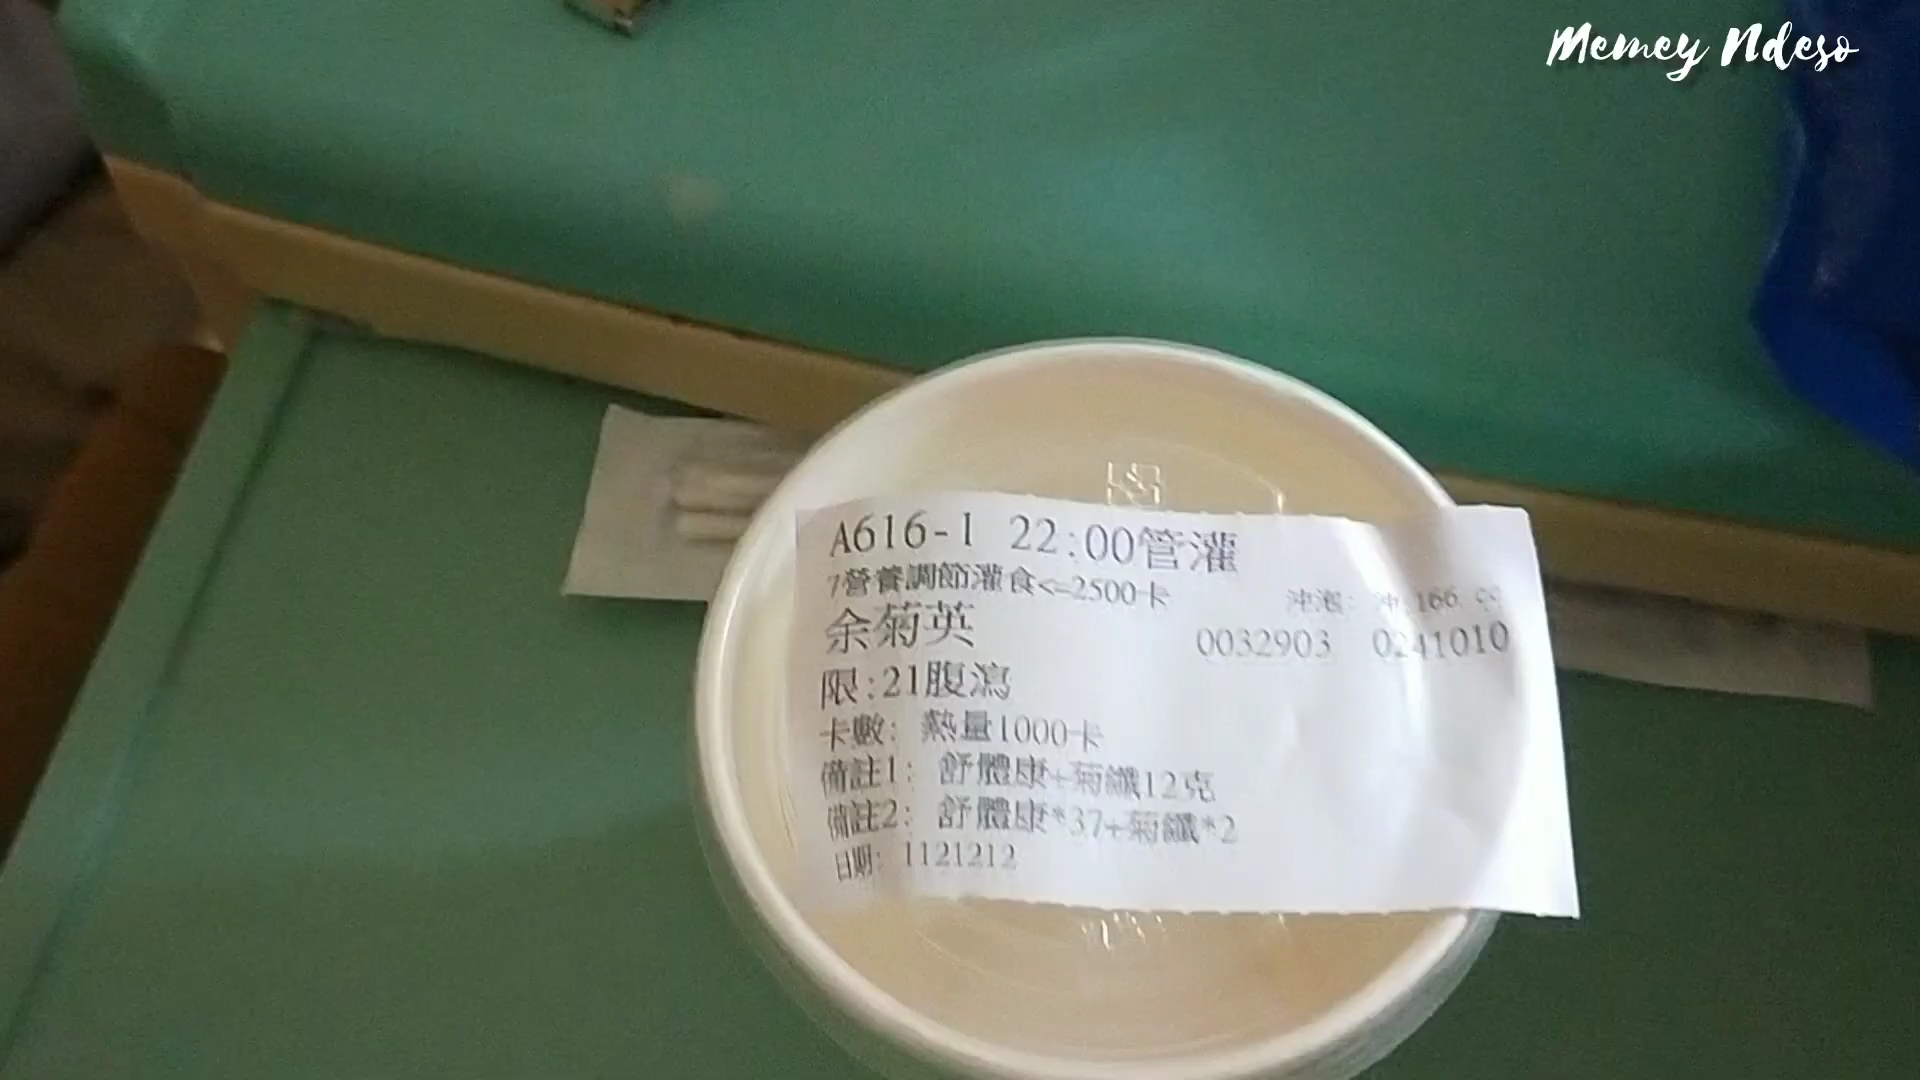 Memey Ndeso
A616-1 22:00管灌
7營養調節灌食<=2500卡
沖泡: 沖 166.cc
余菊英
0032903 0241010
限:21腹瀉
卡數: 熱量1000卡
備註1: 舒體康+菊纖12克
備註2: 舒體康*37+菊纖*2
日期: 1121212